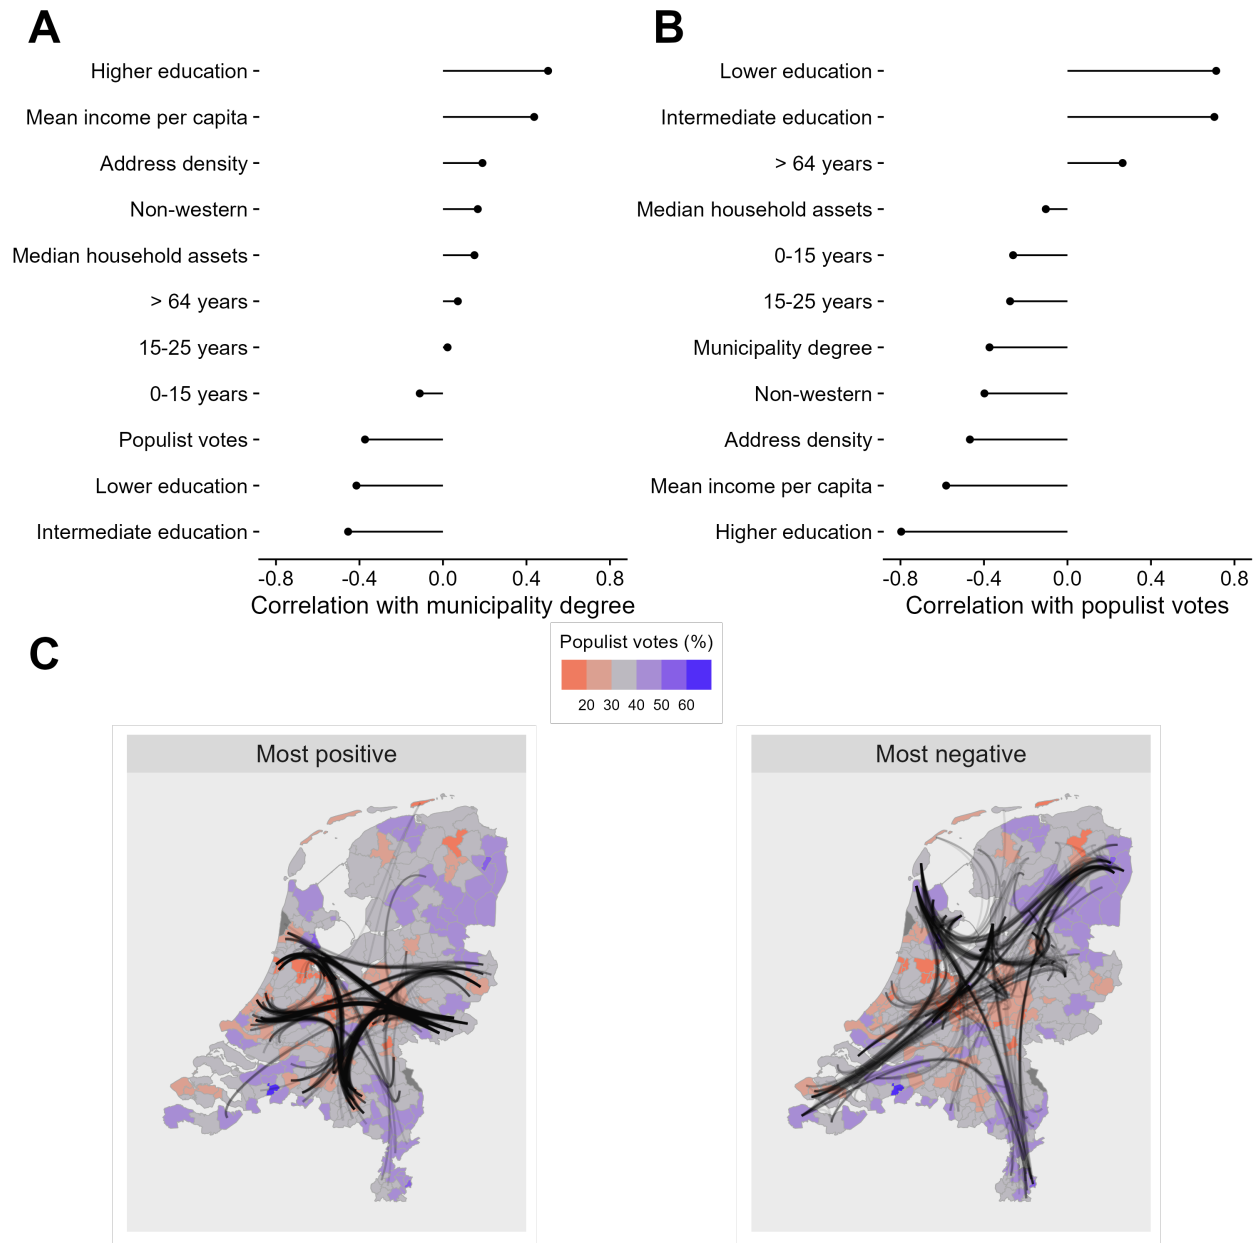 A
Higher education
Mean income per capita
Address density
Non-western
Median household assets
> 64 years
15-25 years
0-15 years
Populist votes
Lower education
Intermediate education
-0.8 -0.4 0.0 0.4 0.8
Correlation with municipality degree
B
Lower education
Intermediate education
> 64 years
Median household assets
0-15 years
15-25 years
Municipality degree
Non-western
Address density
Mean income per capita
Higher education
-0.8 -0.4 0.0 0.4 0.8
Correlation with populist votes
C
Populist votes (%)
20 30 40 50 60
Most positive
Most negative